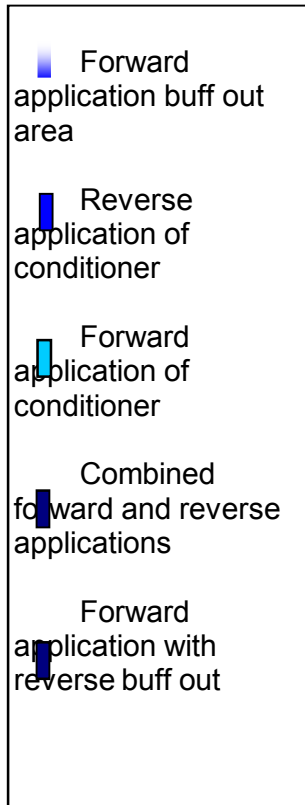 Forward
application buff out
area
Reverse
application of
conditioner
Forward
application of
conditioner
Combined
forward and reverse
applications
Forward
application with
reverse buff out